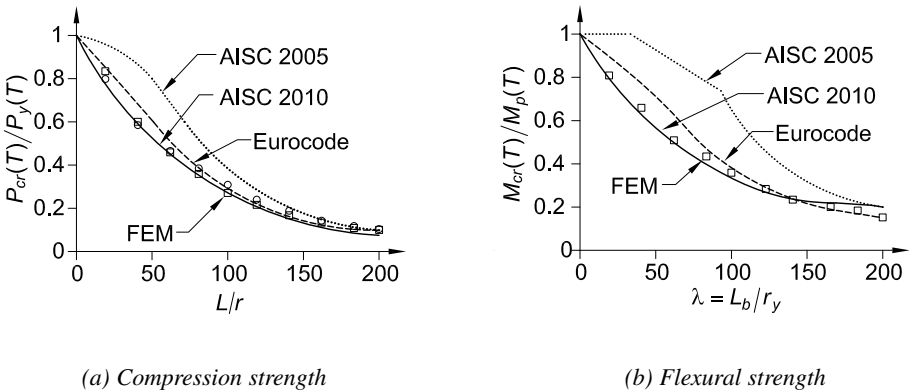 1
0.8
0.6
0.4
0.2
0
P_cr(T)/P_y(T)
AISC 2005
AISC 2010
Eurocode
FEM
0 50 100 150 200
L/r
(a) Compression strength
1
0.8
0.6
0.4
0.2
0
M_cr(T)/M_p(T)
AISC 2005
AISC 2010
Eurocode
FEM
0 50 100 150 200
λ = L_b/r_y
(b) Flexural strength